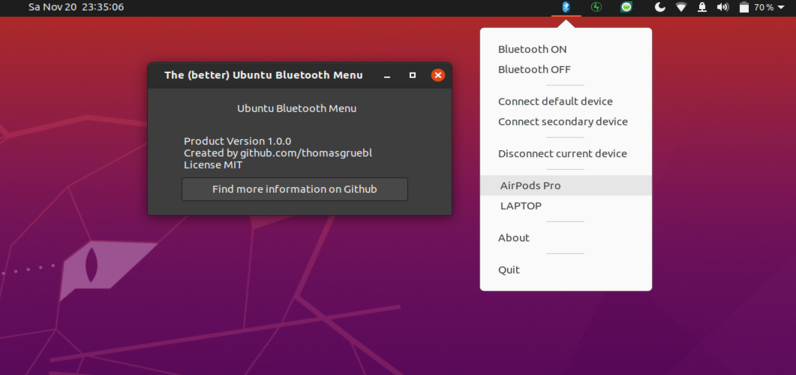 Sa Nov 20 23:35:06
70 %
The (better) Ubuntu Bluetooth Menu
Ubuntu Bluetooth Menu
Product Version 1.0.0
Created by github.com/thomasgruebl
License MIT
Find more information on Github
Bluetooth ON
Bluetooth OFF
Connect default device
Connect secondary device
Disconnect current device
AirPods Pro
LAPTOP
About
Quit